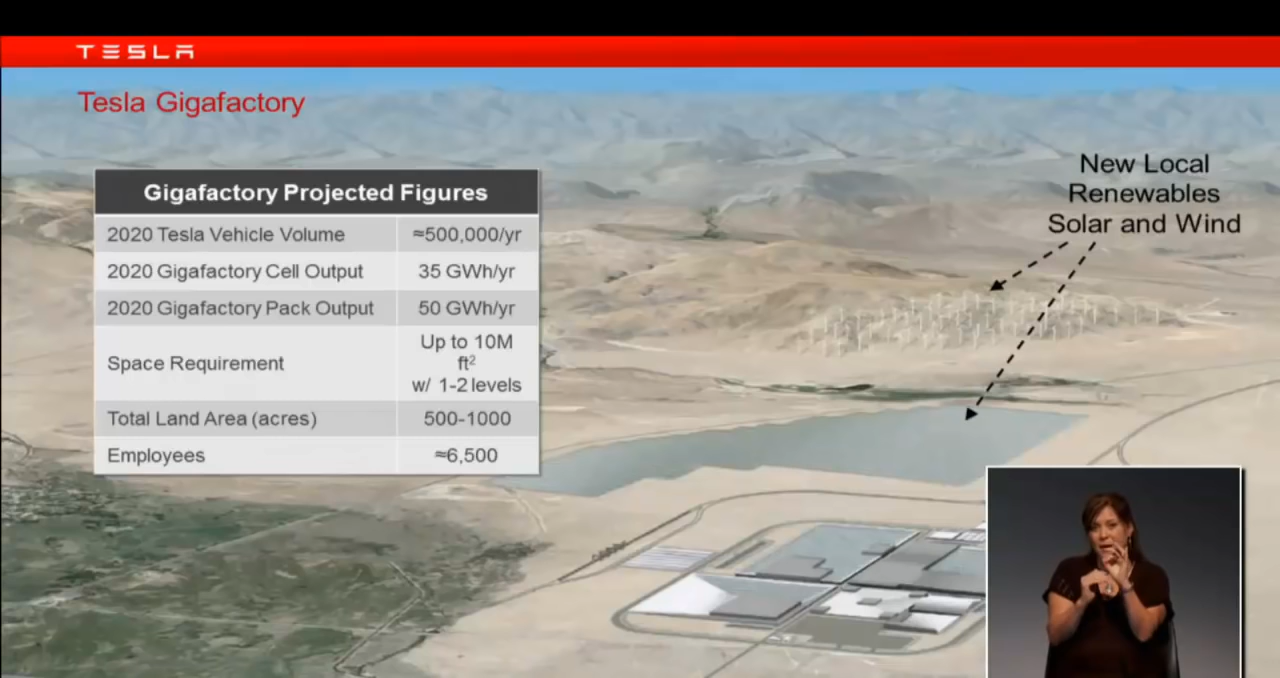 TESLA
Tesla Gigafactory
Gigafactory Projected Figures
2020 Tesla Vehicle Volume ≈500,000/yr
2020 Gigafactory Cell Output 35 GWh/yr
2020 Gigafactory Pack Output 50 GWh/yr
Space Requirement Up to 10M
ft²
w/ 1-2 levels
Total Land Area (acres) 500-1000
Employees ≈6,500
New Local
Renewables
Solar and Wind